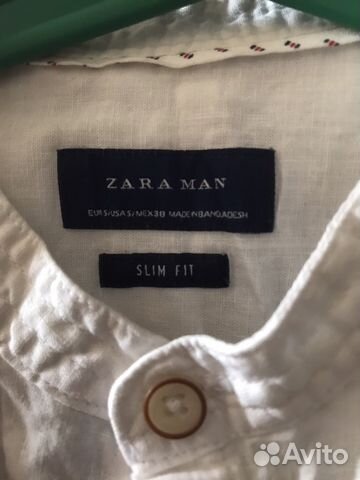 ZARA MAN
EUR S/USA S/MEX 38 MADE IN BANGLADESH
SLIM FIT
Avito